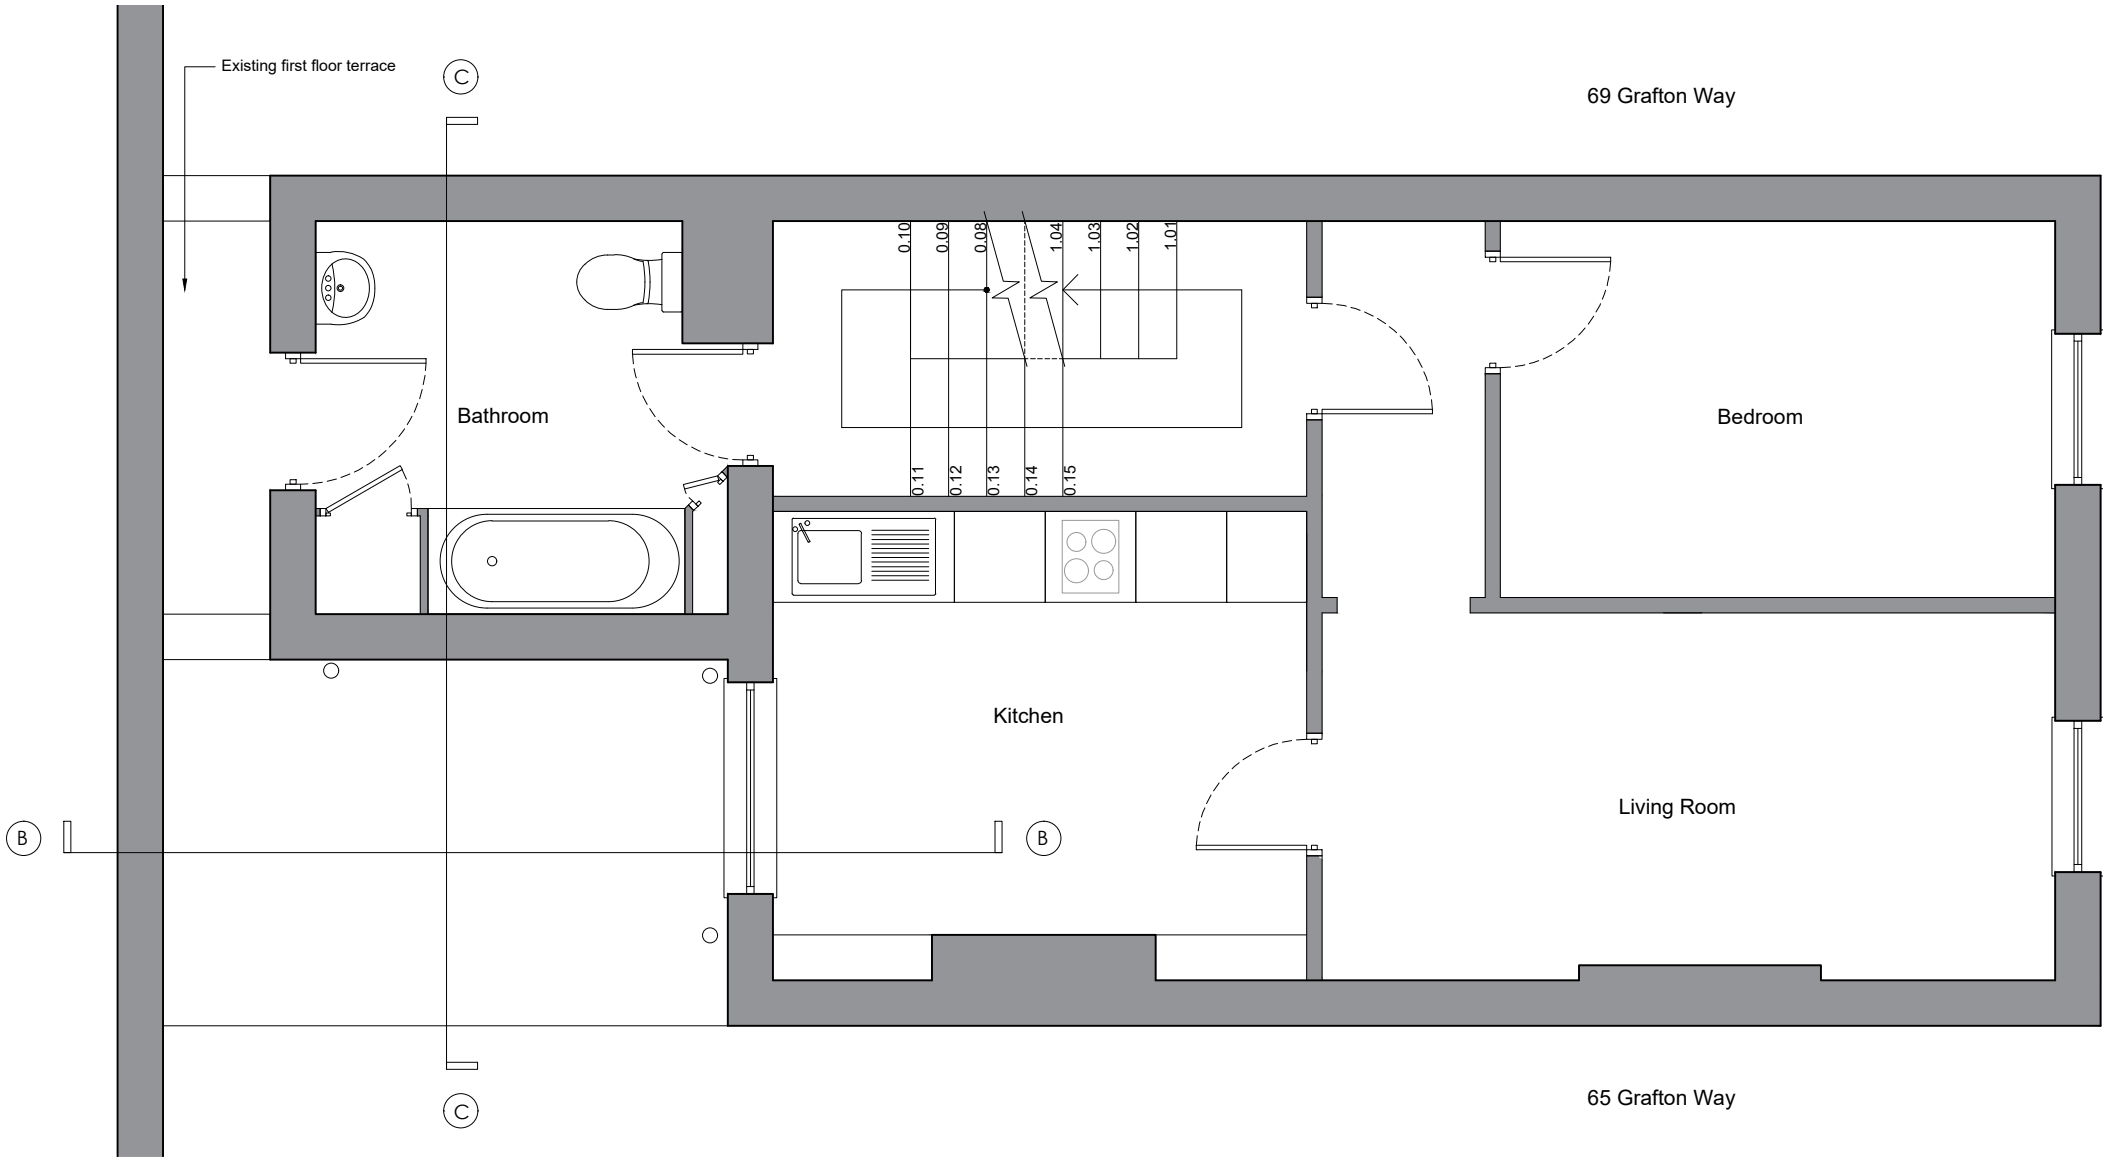 Existing first floor terrace
C
69 Grafton Way
0.10
0.09
0.08
1.04
1.03
1.02
1.01
Bathroom
Bedroom
0.11
0.12
0.13
0.14
0.15
Kitchen
Living Room
B
B
65 Grafton Way
C